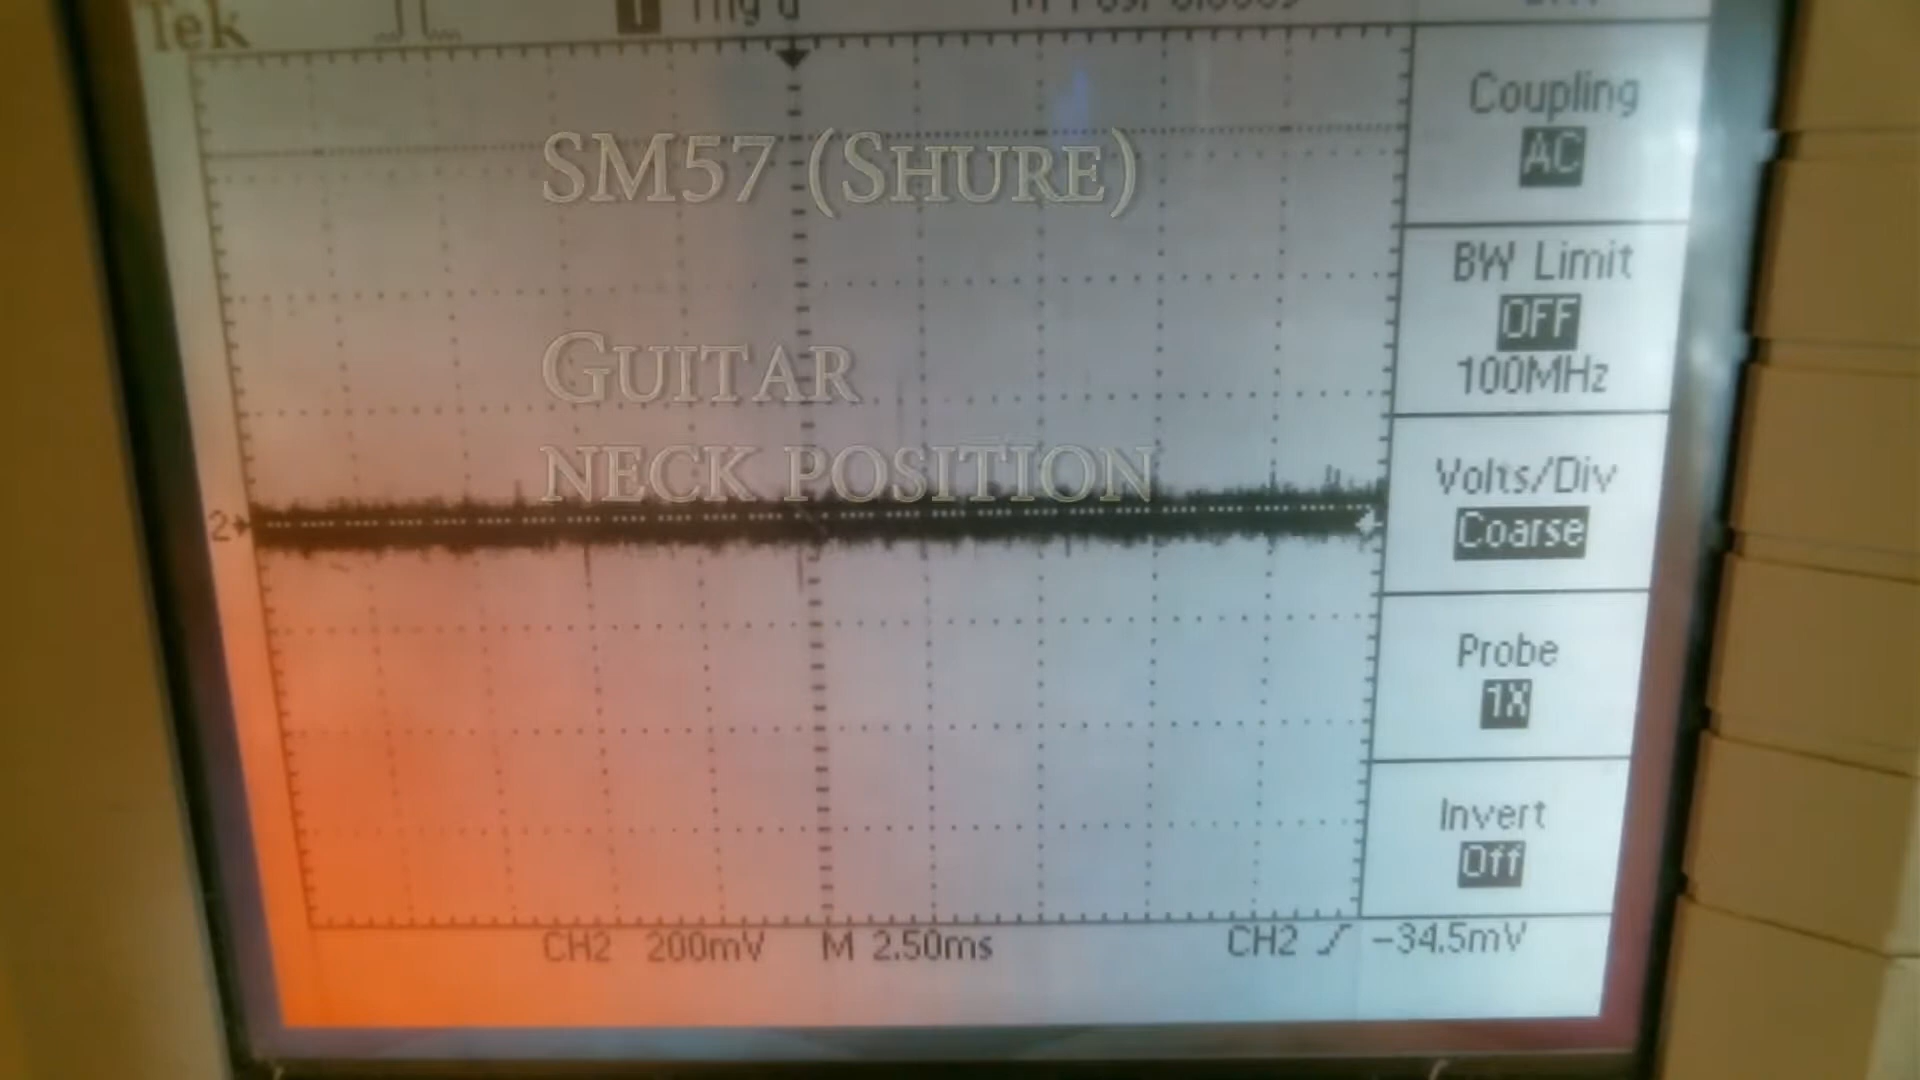 Tek
Trig'd
Coupling
AC
SM57 (SHURE)
BW Limit
OFF
100MHz
GUITAR
NECK POSITION
Volts/Div
Coarse
2
Probe
1X
Invert
Off
CH2 200mV M 2.50ms CH2 -34.5mV